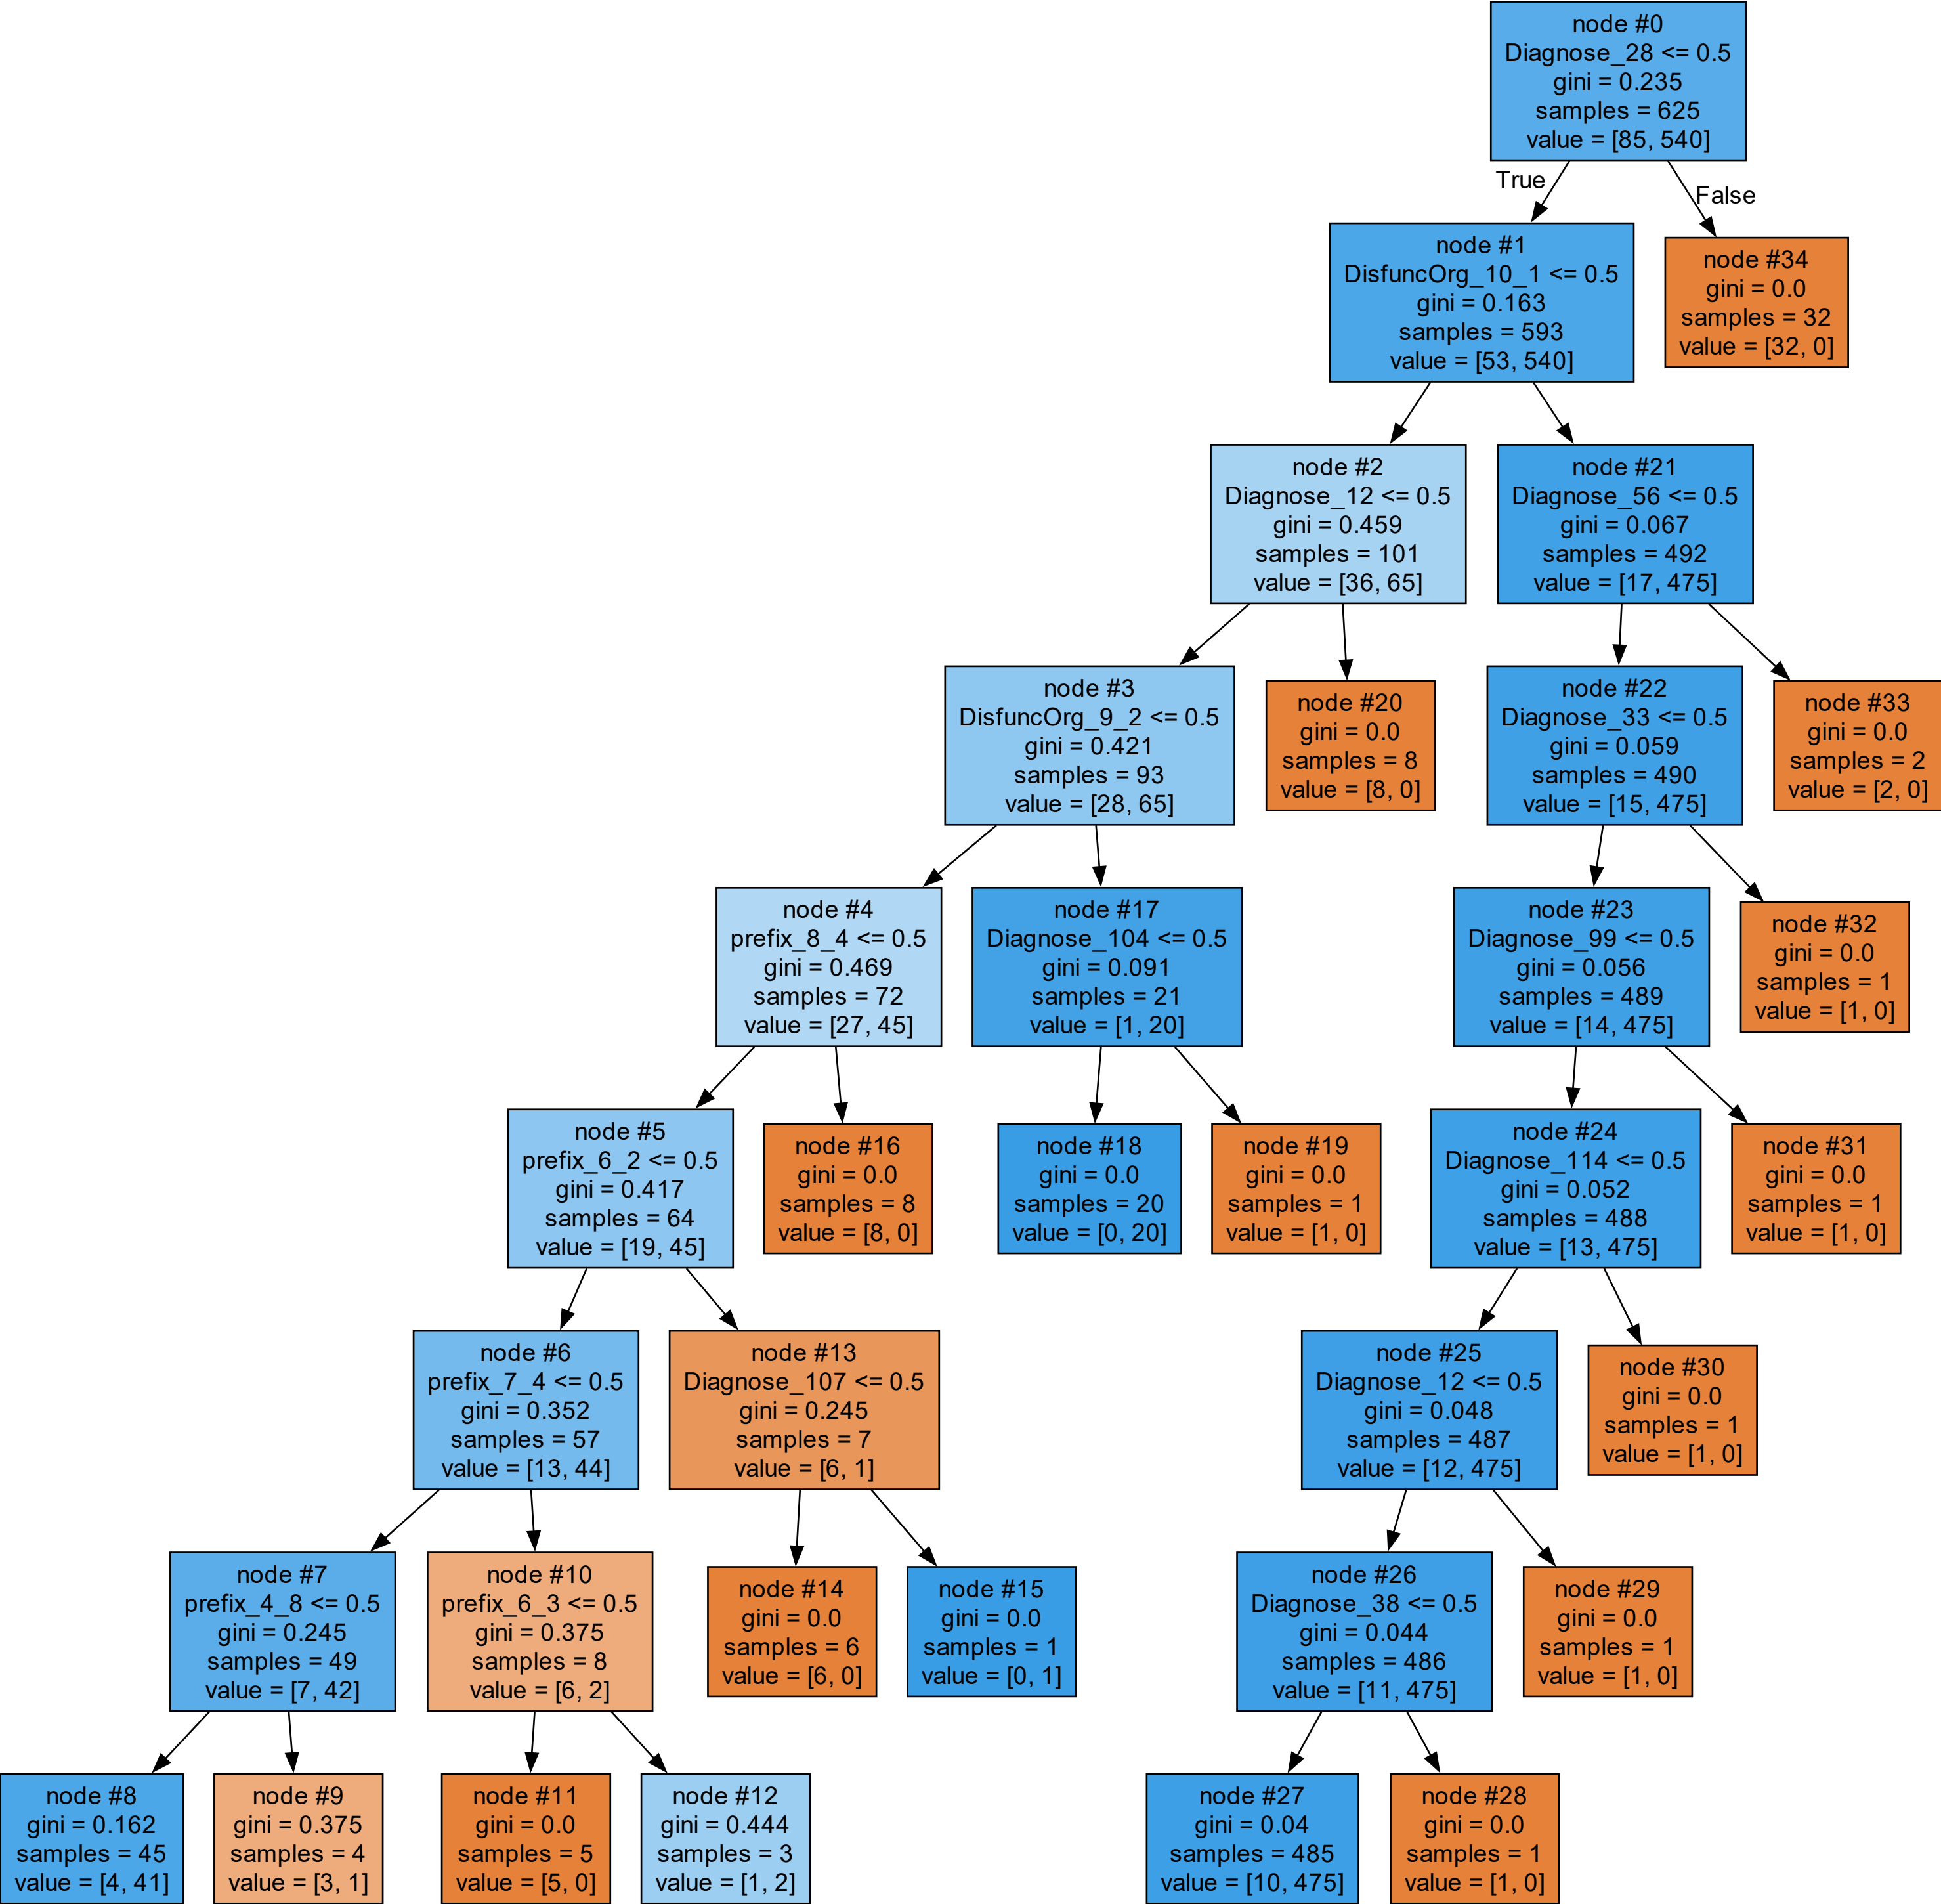 node #0
Diagnose_28 <= 0.5
gini = 0.235
samples = 625
value = [85, 540]
True
False
node #1
DisfuncOrg_10_1 <= 0.5
gini = 0.163
samples = 593
value = [53, 540]
node #34
gini = 0.0
samples = 32
value = [32, 0]
node #2
Diagnose_12 <= 0.5
gini = 0.459
samples = 101
value = [36, 65]
node #21
Diagnose_56 <= 0.5
gini = 0.067
samples = 492
value = [17, 475]
node #3
DisfuncOrg_9_2 <= 0.5
gini = 0.421
samples = 93
value = [28, 65]
node #20
gini = 0.0
samples = 8
value = [8, 0]
node #22
Diagnose_33 <= 0.5
gini = 0.059
samples = 490
value = [15, 475]
node #33
gini = 0.0
samples = 2
value = [2, 0]
node #4
prefix_8_4 <= 0.5
gini = 0.469
samples = 72
value = [27, 45]
node #17
Diagnose_104 <= 0.5
gini = 0.091
samples = 21
value = [1, 20]
node #23
Diagnose_99 <= 0.5
gini = 0.056
samples = 489
value = [14, 475]
node #32
gini = 0.0
samples = 1
value = [1, 0]
node #5
prefix_6_2 <= 0.5
gini = 0.417
samples = 64
value = [19, 45]
node #16
gini = 0.0
samples = 8
value = [8, 0]
node #18
gini = 0.0
samples = 20
value = [0, 20]
node #19
gini = 0.0
samples = 1
value = [1, 0]
node #24
Diagnose_114 <= 0.5
gini = 0.052
samples = 488
value = [13, 475]
node #31
gini = 0.0
samples = 1
value = [1, 0]
node #6
prefix_7_4 <= 0.5
gini = 0.352
samples = 57
value = [13, 44]
node #13
Diagnose_107 <= 0.5
gini = 0.245
samples = 7
value = [6, 1]
node #25
Diagnose_12 <= 0.5
gini = 0.048
samples = 487
value = [12, 475]
node #30
gini = 0.0
samples = 1
value = [1, 0]
node #7
prefix_4_8 <= 0.5
gini = 0.245
samples = 49
value = [7, 42]
node #10
prefix_6_3 <= 0.5
gini = 0.375
samples = 8
value = [6, 2]
node #14
gini = 0.0
samples = 6
value = [6, 0]
node #15
gini = 0.0
samples = 1
value = [0, 1]
node #26
Diagnose_38 <= 0.5
gini = 0.044
samples = 486
value = [11, 475]
node #29
gini = 0.0
samples = 1
value = [1, 0]
node #8
gini = 0.162
samples = 45
value = [4, 41]
node #9
gini = 0.375
samples = 4
value = [3, 1]
node #11
gini = 0.0
samples = 5
value = [5, 0]
node #12
gini = 0.444
samples = 3
value = [1, 2]
node #27
gini = 0.04
samples = 485
value = [10, 475]
node #28
gini = 0.0
samples = 1
value = [1, 0]